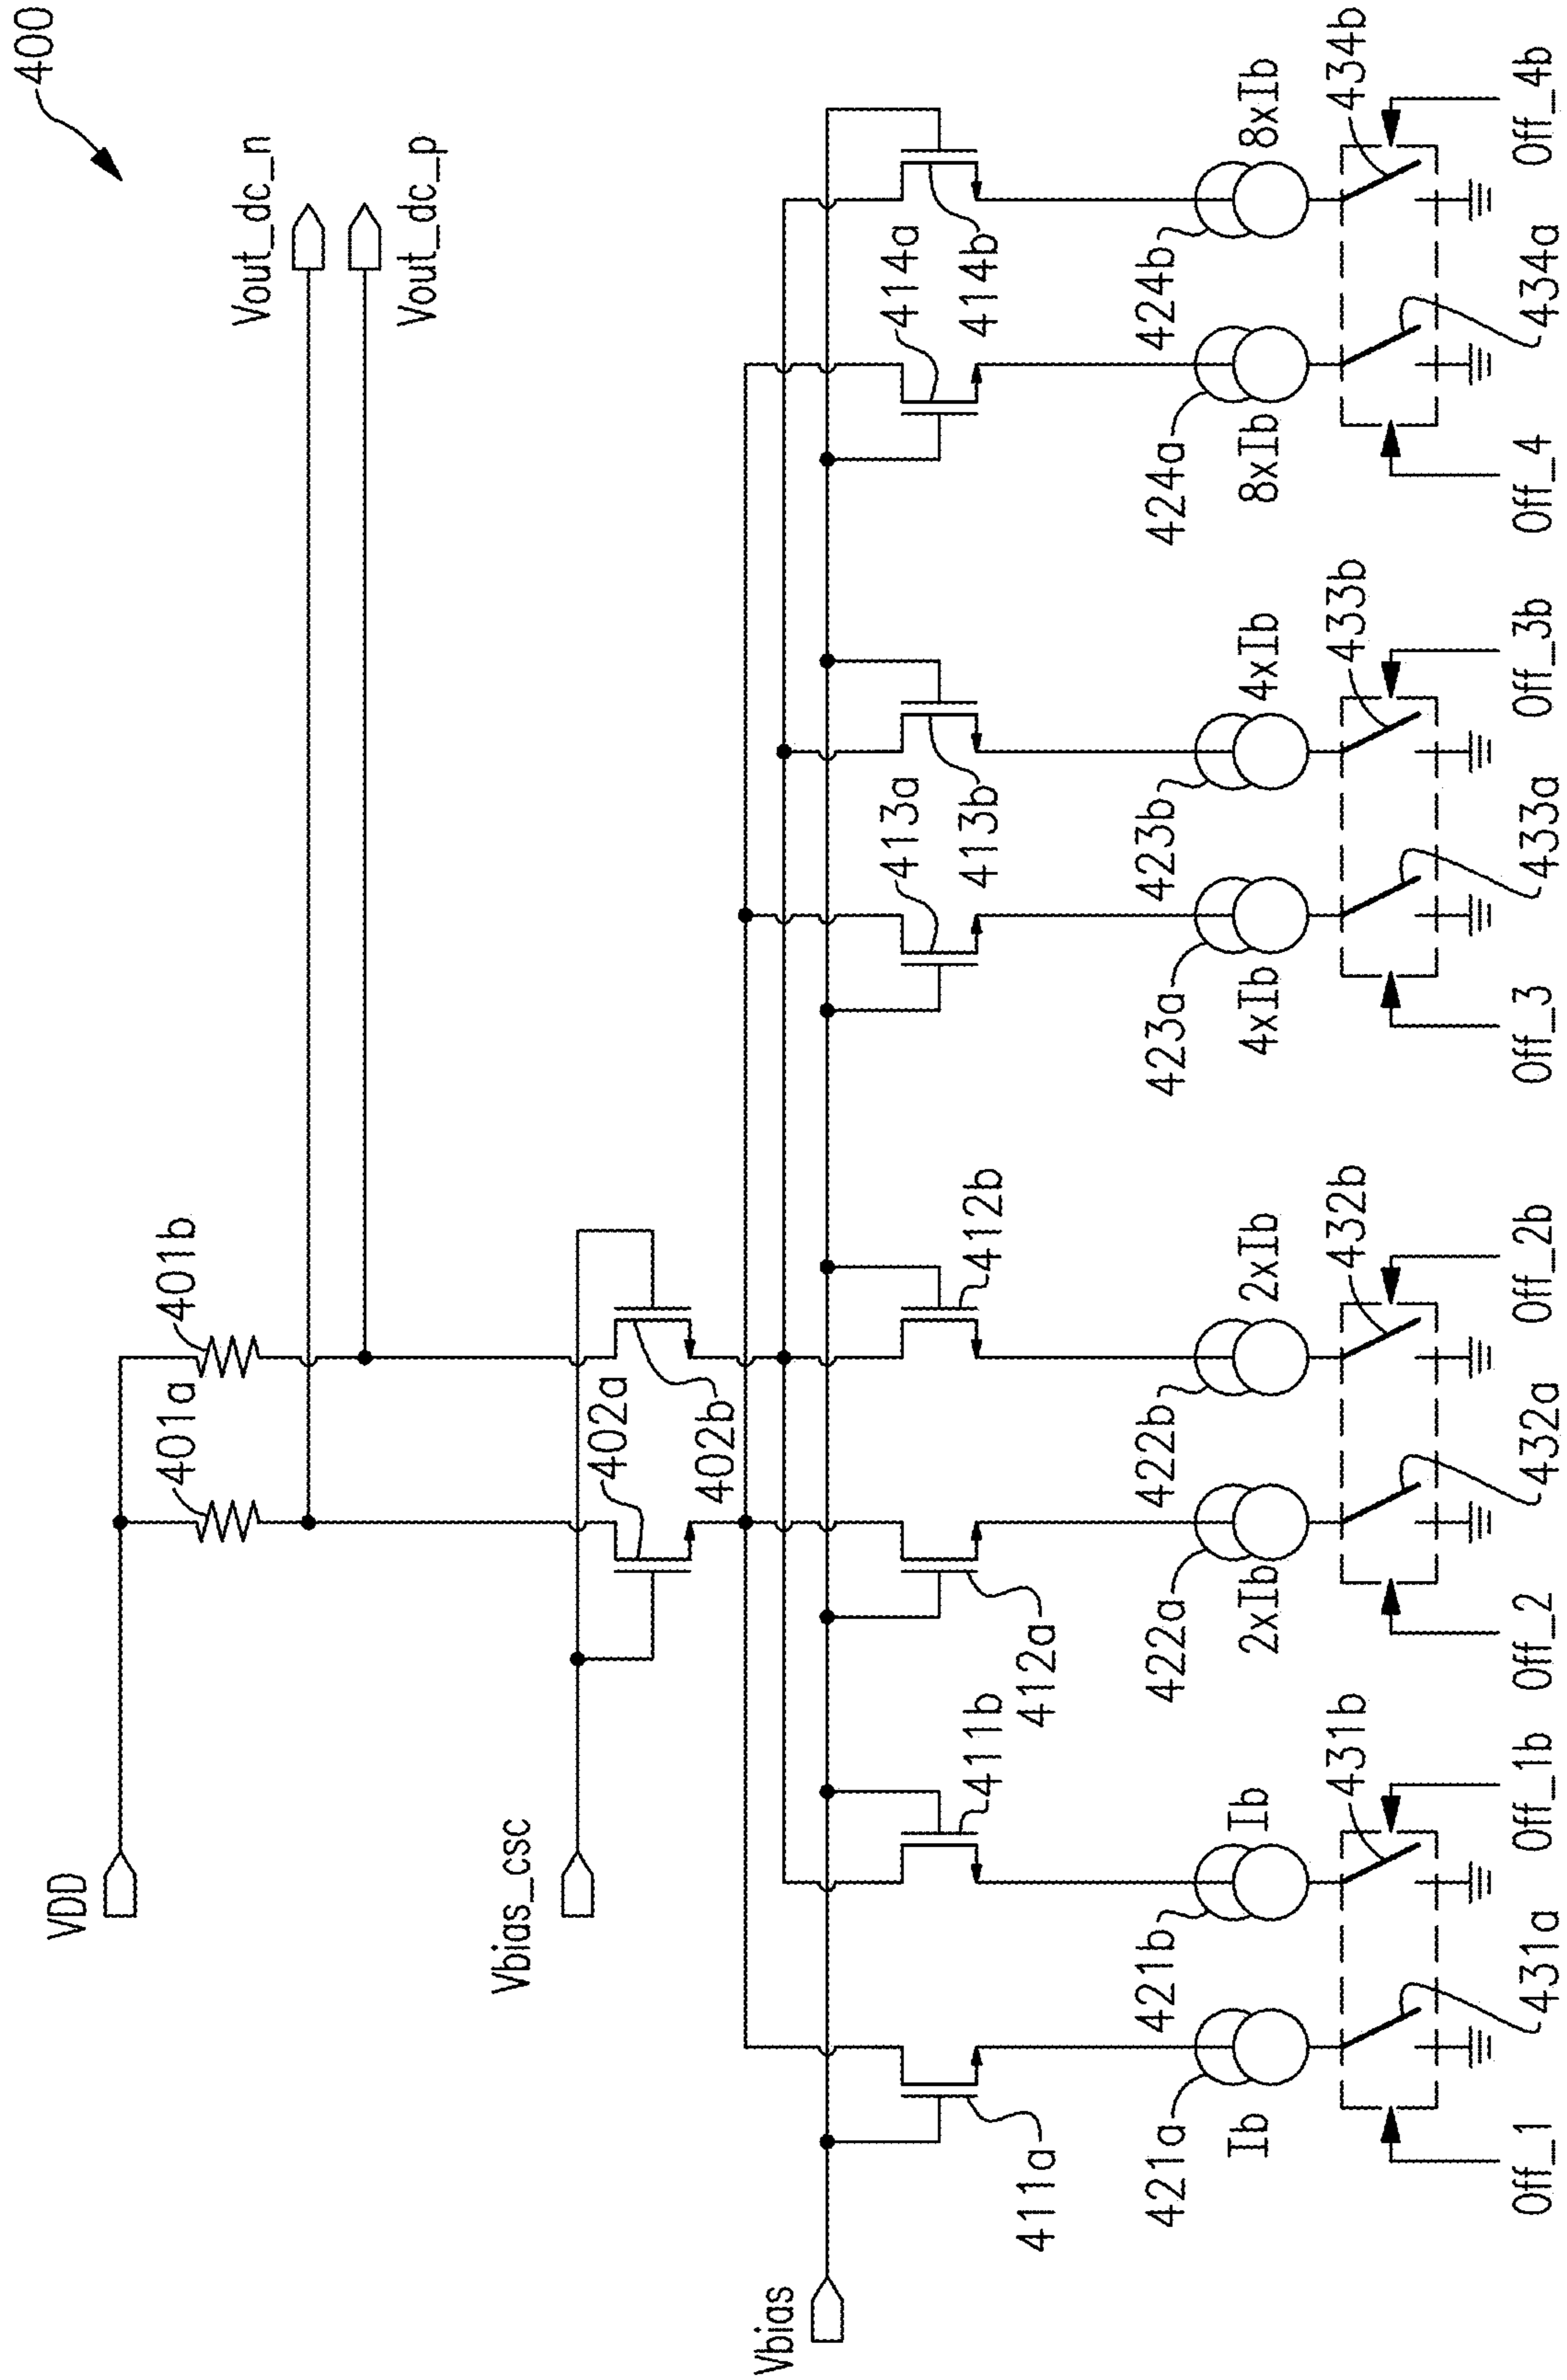 400
VDD
401a
401b
Vout_dc_n
Vout_dc_p
Vbias_csc
402a
402b
Vbias
411a
411b
412a
412b
413a
413b
414a
414b
421a
Ib
421b
Ib
422a
2xIb
422b
2xIb
423a
4xIb
423b
4xIb
424a
8xIb
424b
8xIb
431a
431b
432a
432b
433a
433b
434a
434b
Off_1
Off_1b
Off_2
Off_2b
Off_3
Off_3b
Off_4
Off_4b